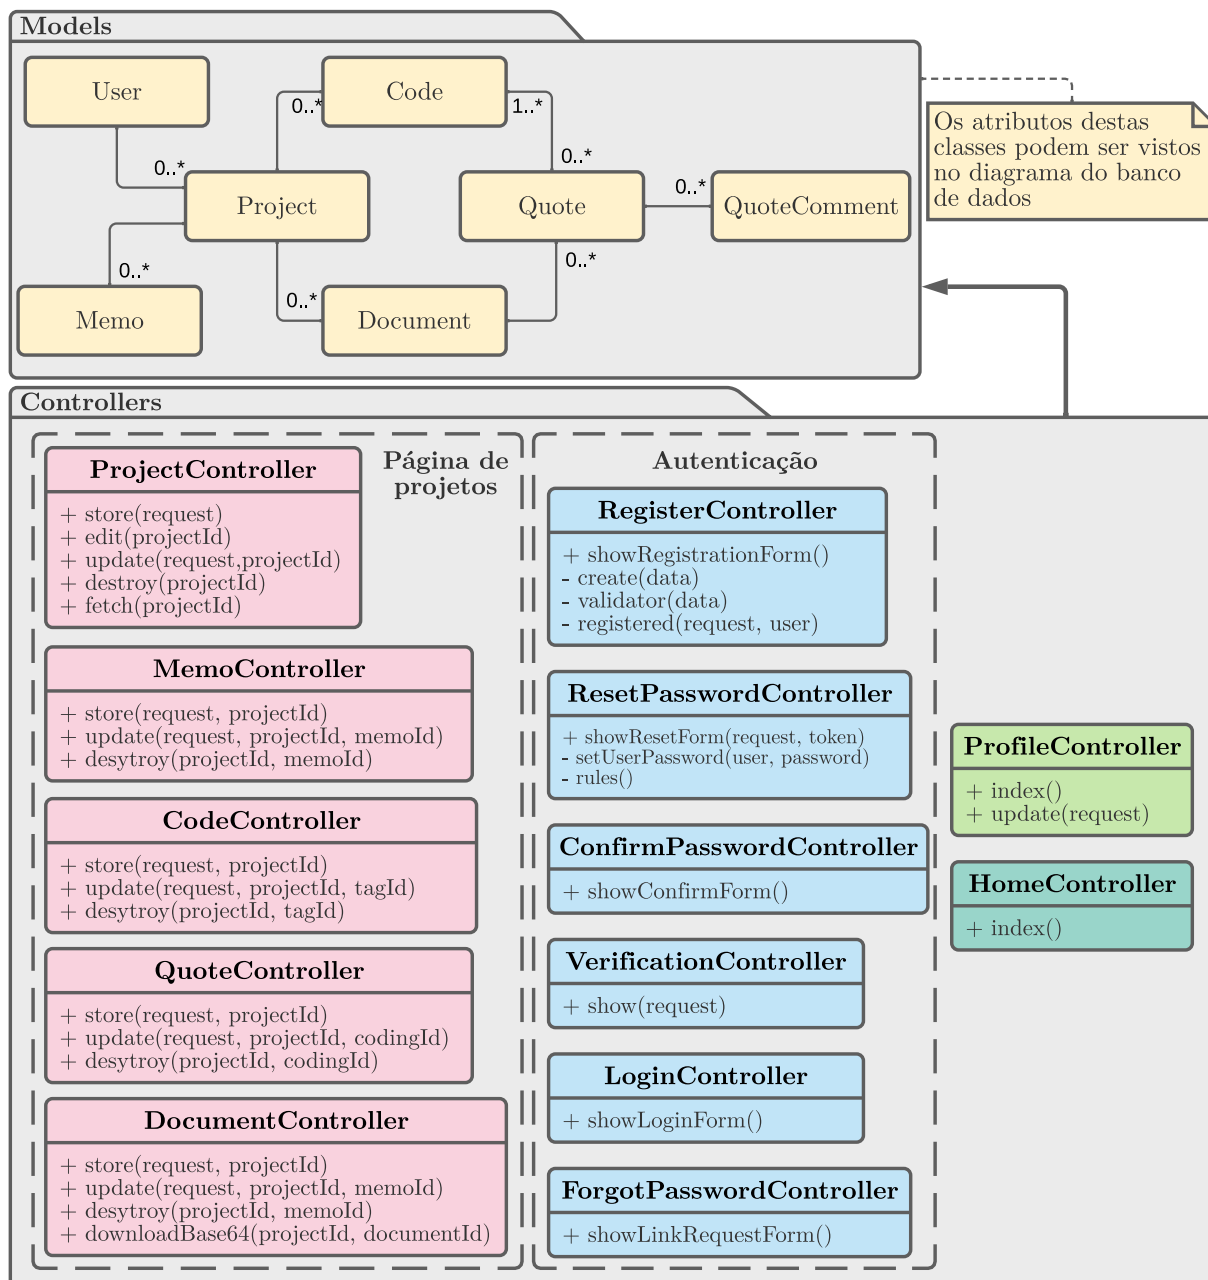 Models
User
Code
0..*
1..*
0..*
0..*
Project
Quote
0..*
QuoteComment
0..*
0..*
0..*
Memo
Document
Os atributos destas
classes podem ser vistos
no diagrama do banco
de dados
Controllers
Página de
projetos
ProjectController
+ store(request)
+ edit(projectId)
+ update(request,projectId)
+ destroy(projectId)
+ fetch(projectId)
MemoController
+ store(request, projectId)
+ update(request, projectId, memoId)
+ desytroy(projectId, memoId)
CodeController
+ store(request, projectId)
+ update(request, projectId, tagId)
+ desytroy(projectId, tagId)
QuoteController
+ store(request, projectId)
+ update(request, projectId, codingId)
+ desytroy(projectId, codingId)
DocumentController
+ store(request, projectId)
+ update(request, projectId, memoId)
+ desytroy(projectId, memoId)
+ downloadBase64(projectId, documentId)
Autenticação
RegisterController
+ showRegistrationForm()
- create(data)
- validator(data)
- registered(request, user)
ResetPasswordController
+ showResetForm(request, token)
- setUserPassword(user, password)
- rules()
ConfirmPasswordController
+ showConfirmForm()
VerificationController
+ show(request)
LoginController
+ showLoginForm()
ForgotPasswordController
+ showLinkRequestForm()
ProfileController
+ index()
+ update(request)
HomeController
+ index()